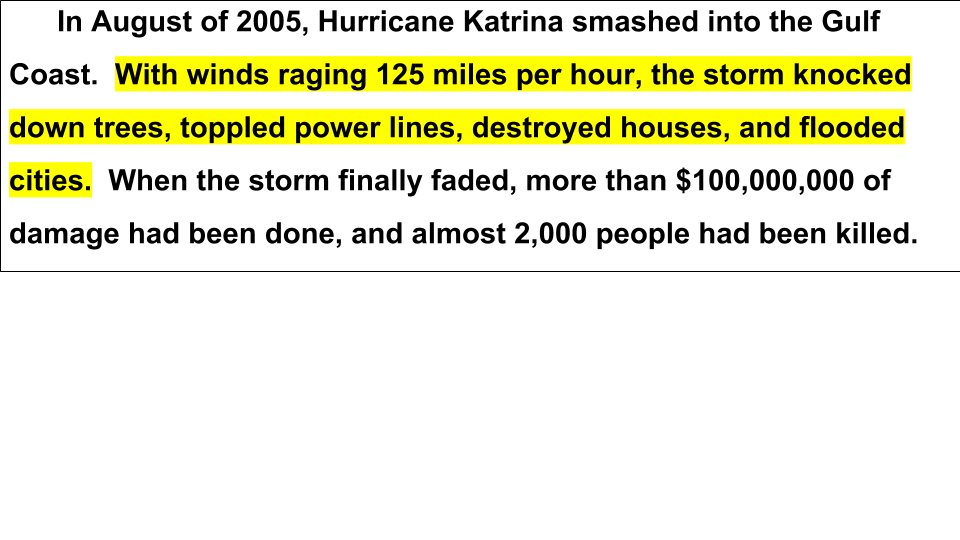 In August of 2005, Hurricane Katrina smashed into the Gulf
Coast.  With winds raging 125 miles per hour, the storm knocked
down trees, toppled power lines, destroyed houses, and flooded
cities.  When the storm finally faded, more than $100,000,000 of
damage had been done, and almost 2,000 people had been killed.